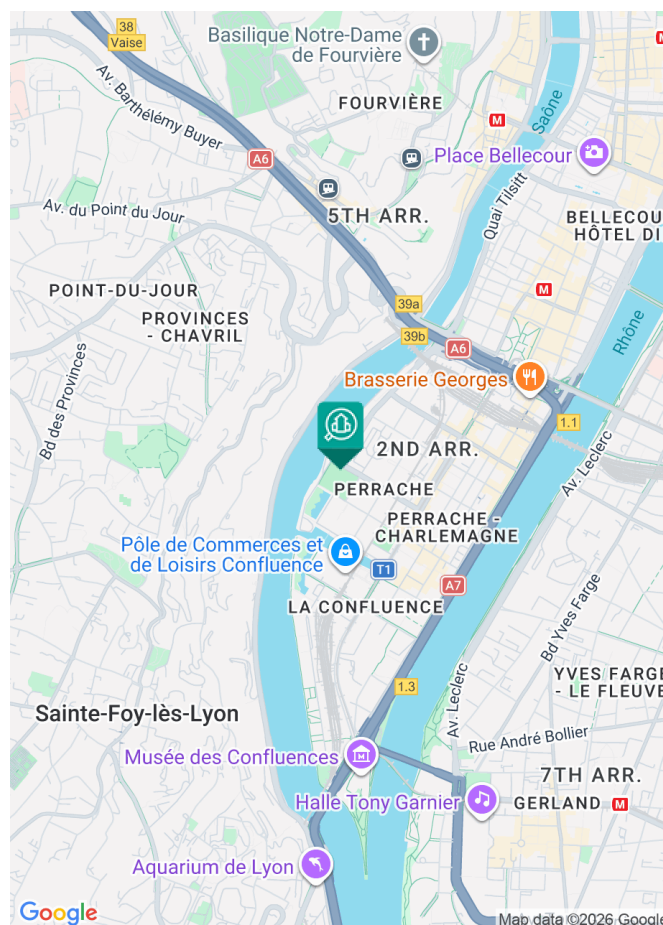 38
Vaise
Basilique Notre-Dame
de Fourvière
M
FOURVIÈRE
Av. Barthélémy Buyer
M
Saône
A6
Place Bellecour
Av. du Point du Jour
5TH ARR.
Quai Tilsitt
BELLECOU
HÔTEL DI
POINT-DU-JOUR
M
39a
PROVINCES
- CHAVRIL
39b
A6
Rhône
Brasserie Georges
Bd des Provinces
1.1
2ND ARR.
Av. Leclerc
PERRACHE
PERRACHE -
CHARLEMAGNE
Pôle de Commerces et
de Loisirs Confluence
T1
A7
LA CONFLUENCE
Bd Yves Farge
YVES FARGE
- LE FLEUVE
1.3
Av. Leclerc
Sainte-Foy-lès-Lyon
Rue André Bollier
Musée des Confluences
M
7TH ARR.
Halle Tony Garnier
GERLAND
M
Aquarium de Lyon
Google
Map data ©2026 Google